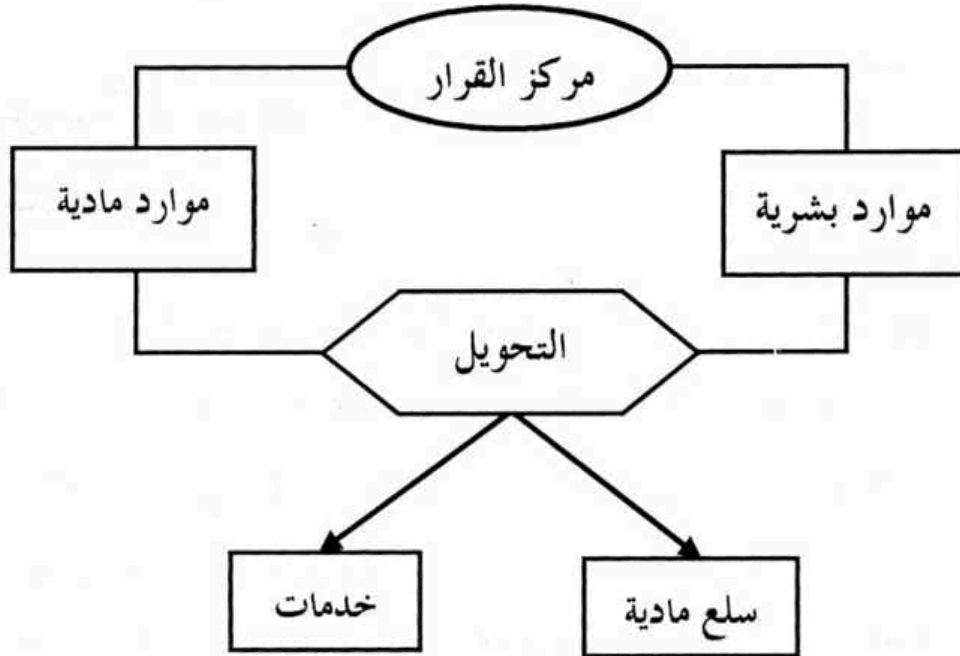 مركز القرار
موارد بشرية
موارد مادية
التحويل
سلع مادية
خدمات